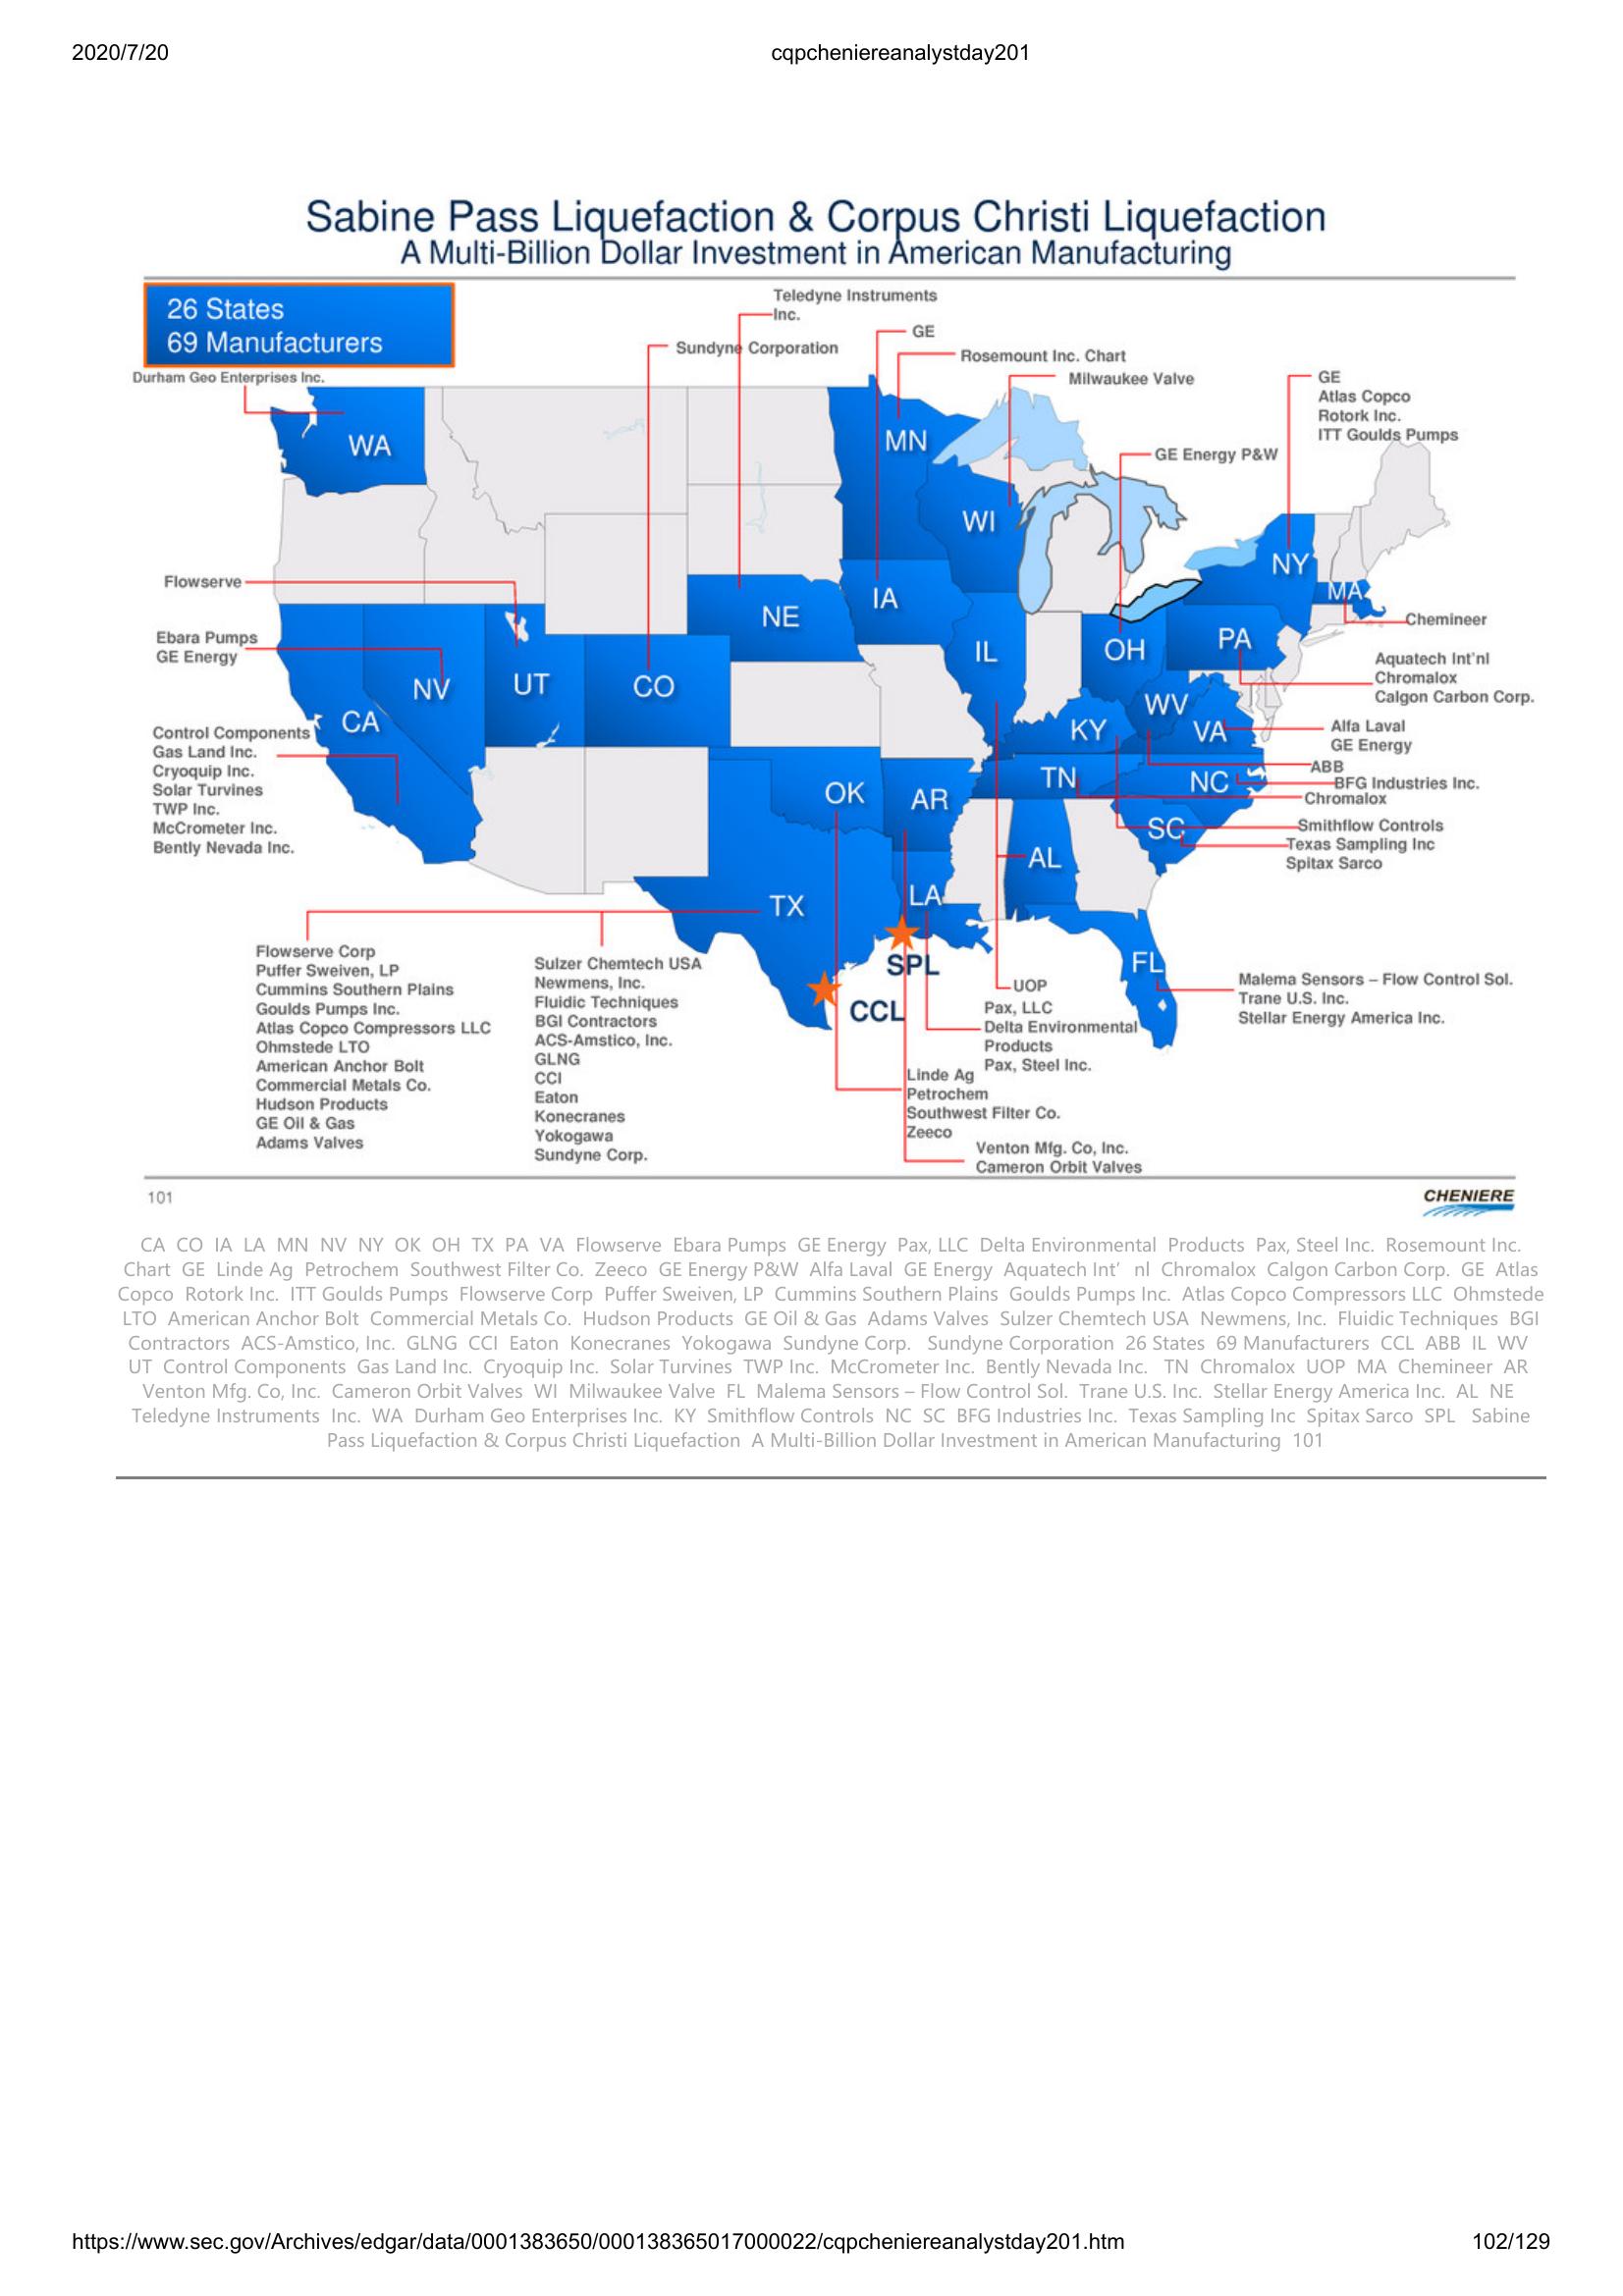 2020/7/20
cqpcheniereanalystday201
Sabine Pass Liquefaction & Corpus Christi Liquefaction
A Multi-Billion Dollar Investment in American Manufacturing
26 States
69 Manufacturers
Teledyne Instruments
Inc.
GE
Sundyne Corporation
Rosemount Inc. Chart
Milwaukee Valve
Durham Geo Enterprises Inc.
GE
Atlas Copco
Rotork Inc.
ITT Goulds Pumps
GE Energy P&W
WA
MN
WI
NY
MA
Flowserve
NE
IA
IL
OH
PA
Chemineer
Ebara Pumps
GE Energy
Aquatech Int'nl
Chromalox
Calgon Carbon Corp.
NV
UT
CO
CA
KY
WV
VA
Alfa Laval
GE Energy
ABB
BFG Industries Inc.
Chromalox
Control Components
Gas Land Inc.
Cryoquip Inc.
Solar Turvines
TWP Inc.
McCrometer Inc.
Bently Nevada Inc.
OK
AR
TN
NC
SC
Smithflow Controls
Texas Sampling Inc
Spitax Sarco
TX
LA
AL
FL
SPL
CCL
Flowserve Corp
Puffer Sweiven, LP
Cummins Southern Plains
Goulds Pumps Inc.
Atlas Copco Compressors LLC
Ohmstede LTO
American Anchor Bolt
Commercial Metals Co.
Hudson Products
GE Oil & Gas
Adams Valves
Sulzer Chemtech USA
Newmens, Inc.
Fluidic Techniques
BGI Contractors
ACS-Amstico, Inc.
GLNG
CCI
Eaton
Konecranes
Yokogawa
Sundyne Corp.
UOP
Pax, LLC
Delta Environmental
Products
Pax, Steel Inc.
Linde Ag
Petrochem
Southwest Filter Co.
Zeeco
Venton Mfg. Co, Inc.
Cameron Orbit Valves
Malema Sensors – Flow Control Sol.
Trane U.S. Inc.
Stellar Energy America Inc.
101
CHENIERE
CA CO IA LA MN NV NY OK OH TX PA VA Flowserve Ebara Pumps GE Energy Pax, LLC Delta Environmental Products Pax, Steel Inc. Rosemount Inc.
Chart GE Linde Ag Petrochem Southwest Filter Co. Zeeco GE Energy P&W Alfa Laval GE Energy Aquatech Int’ nl Chromalox Calgon Carbon Corp. GE Atlas
Copco Rotork Inc. ITT Goulds Pumps Flowserve Corp Puffer Sweiven, LP Cummins Southern Plains Goulds Pumps Inc. Atlas Copco Compressors LLC Ohmstede
LTO American Anchor Bolt Commercial Metals Co. Hudson Products GE Oil & Gas Adams Valves Sulzer Chemtech USA Newmens, Inc. Fluidic Techniques BGI
Contractors ACS-Amstico, Inc. GLNG CCI Eaton Konecranes Yokogawa Sundyne Corp. Sundyne Corporation 26 States 69 Manufacturers CCL ABB IL WV
UT Control Components Gas Land Inc. Cryoquip Inc. Solar Turvines TWP Inc. McCrometer Inc. Bently Nevada Inc. TN Chromalox UOP MA Chemineer AR
Venton Mfg. Co, Inc. Cameron Orbit Valves WI Milwaukee Valve FL Malema Sensors – Flow Control Sol. Trane U.S. Inc. Stellar Energy America Inc. AL NE
Teledyne Instruments Inc. WA Durham Geo Enterprises Inc. KY Smithflow Controls NC SC BFG Industries Inc. Texas Sampling Inc Spitax Sarco SPL Sabine
Pass Liquefaction & Corpus Christi Liquefaction A Multi-Billion Dollar Investment in American Manufacturing 101
https://www.sec.gov/Archives/edgar/data/0001383650/000138365017000022/cqpcheniereanalystday201.htm
102/129